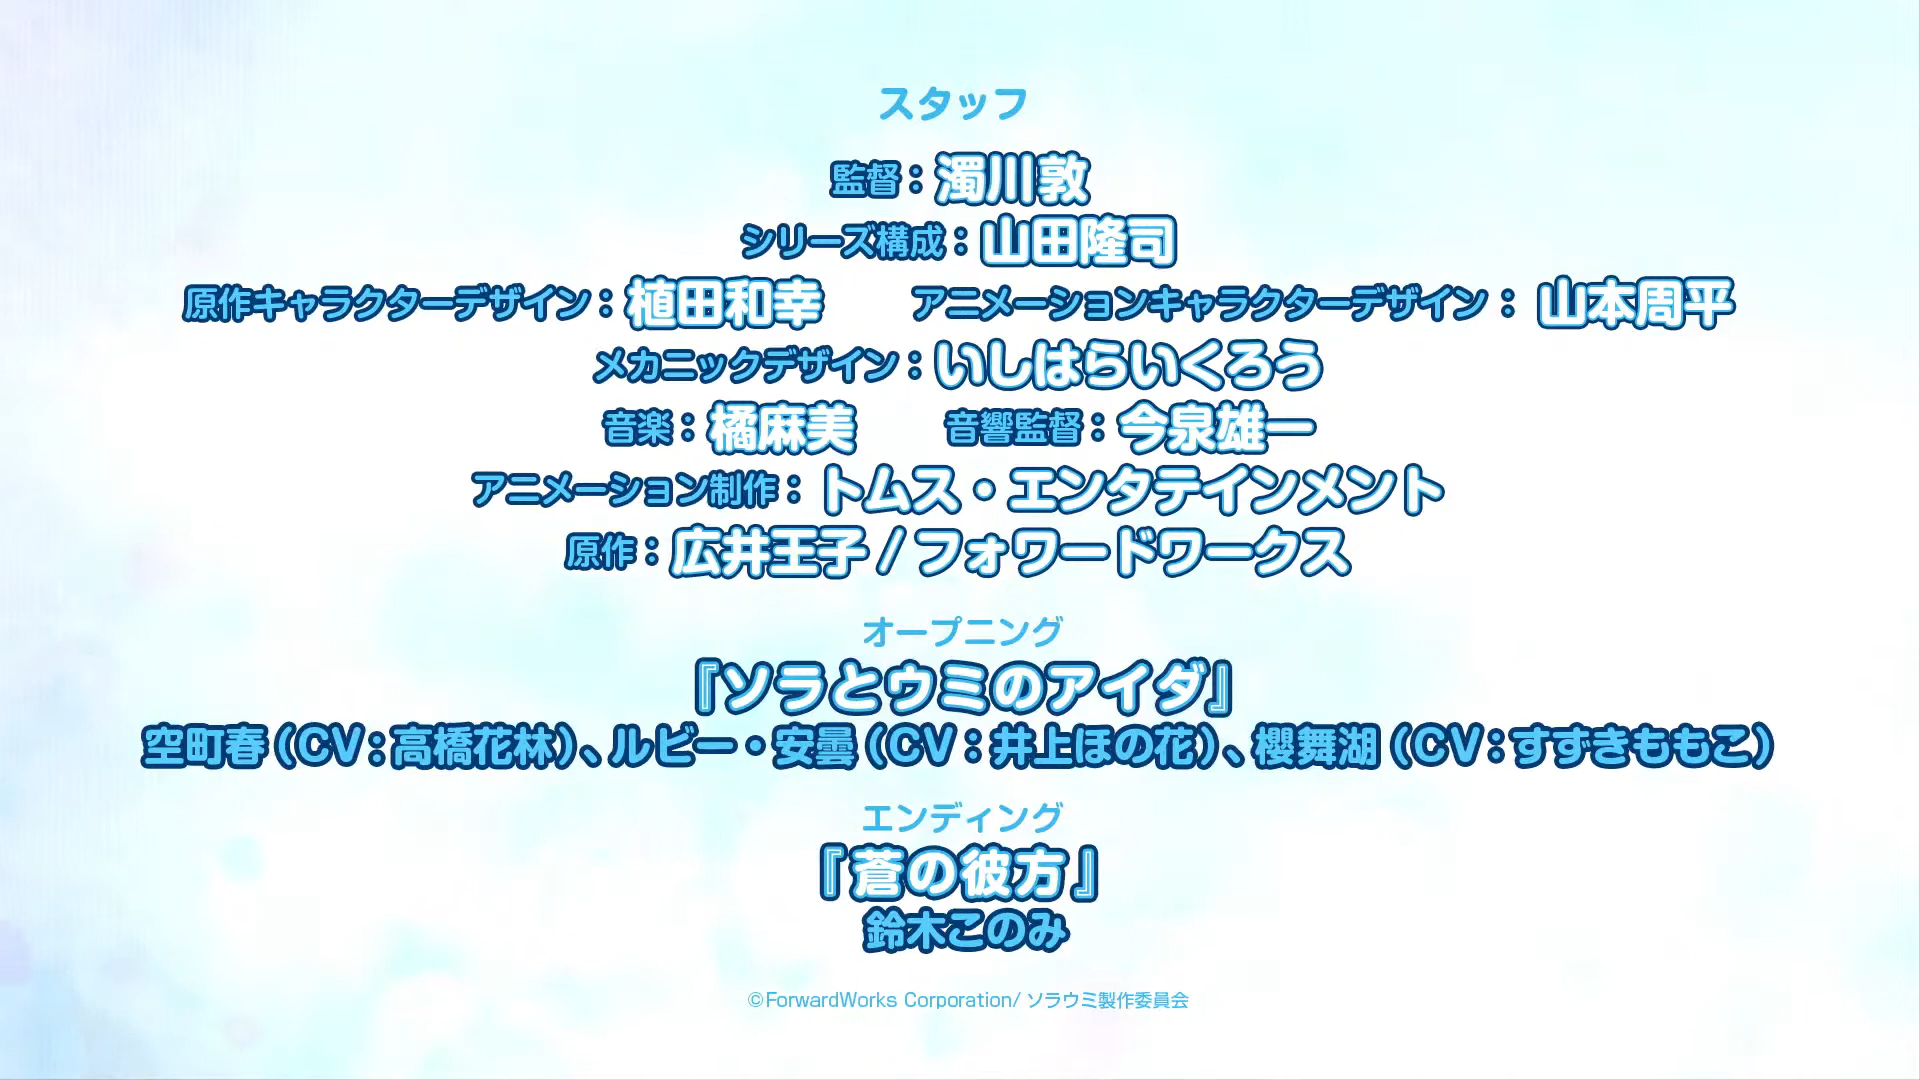 スタッフ
監督：濁川敦
シリーズ構成：山田隆司
原作キャラクターデザイン：植田和幸　アニメーションキャラクターデザイン：山本周平
メカニックデザイン：いしはらいくろう
音楽：橘麻美　音響監督：今泉雄一
アニメーション制作：トムス・エンタテインメント
原作：広井王子 / フォワードワークス
オープニング
『ソラとウミのアイダ』
空町春（CV：高橋花林）、ルビー・安曇（CV：井上ほの花）、櫻舞湖（CV：すずきももこ）
エンディング
『蒼の彼方』
鈴木このみ
©ForwardWorks Corporation/ ソラウミ製作委員会